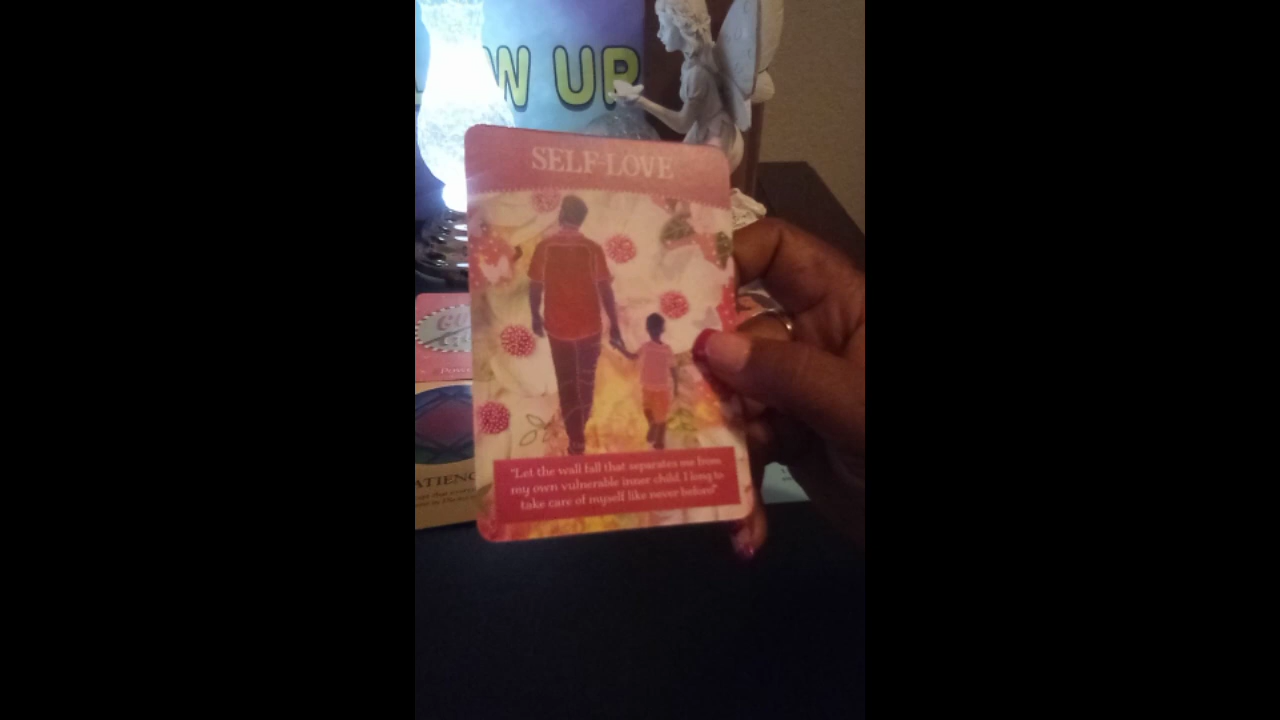 W UP
SELF-LOVE
"Let the wall fall that separates me from
my own vulnerable inner child. I long to
take care of myself like never before!"